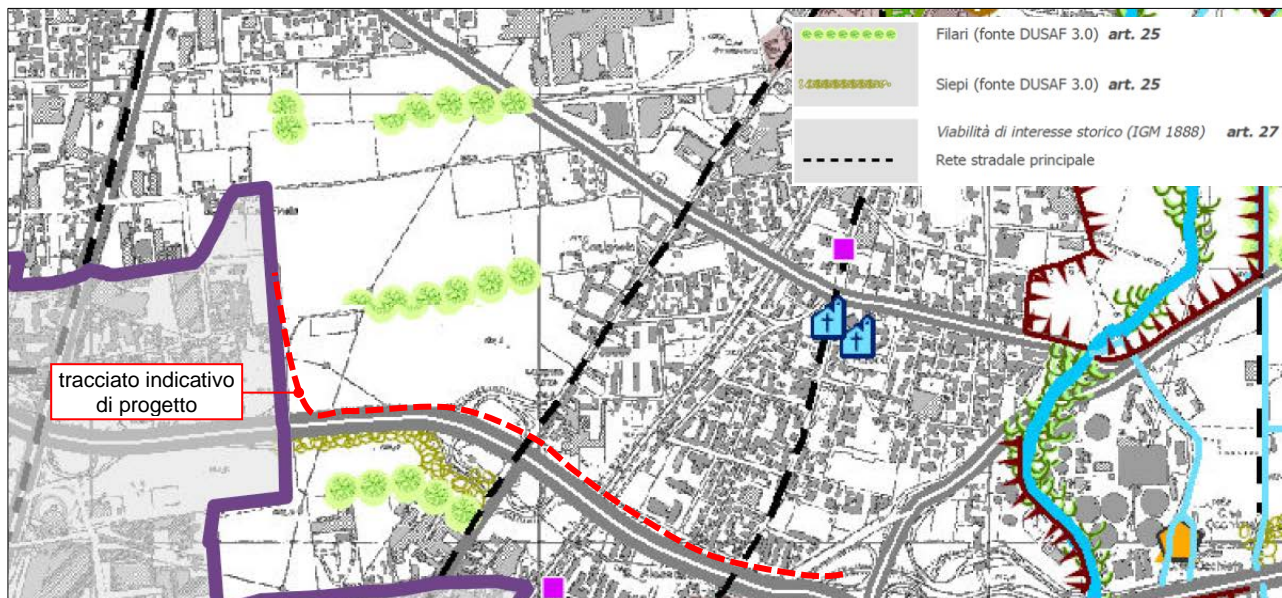 Filari (fonte DUSAF 3.0) art. 25
Siepi (fonte DUSAF 3.0) art. 25
Viabilità di interesse storico (IGM 1888) art. 27
Rete stradale principale
tracciato indicativo
di progetto